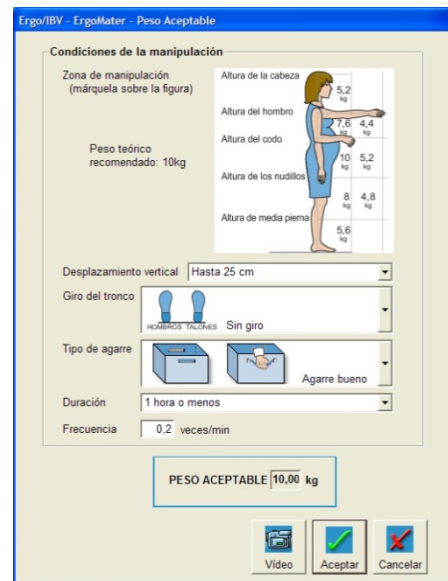 Ergo/IBV - ErgoMater - Peso Aceptable
Condiciones de la manipulación
Zona de manipulación
(márquela sobre la figura)
Peso teórico
recomendado: 10kg
Altura de la cabeza
5,2
kg
Altura del hombro
7,6 4,4
kg kg
Altura del codo
10 5,2
kg kg
Altura de los nudillos
8 4,8
kg kg
Altura de media pierna
5,6
kg
Desplazamiento vertical Hasta 25 cm
Giro del tronco
HOMBROS TALONES Sin giro
Tipo de agarre
Agarre bueno
Duración 1 hora o menos
Frecuencia 0,2 veces/min
PESO ACEPTABLE 10,00 kg
Vídeo Aceptar Cancelar